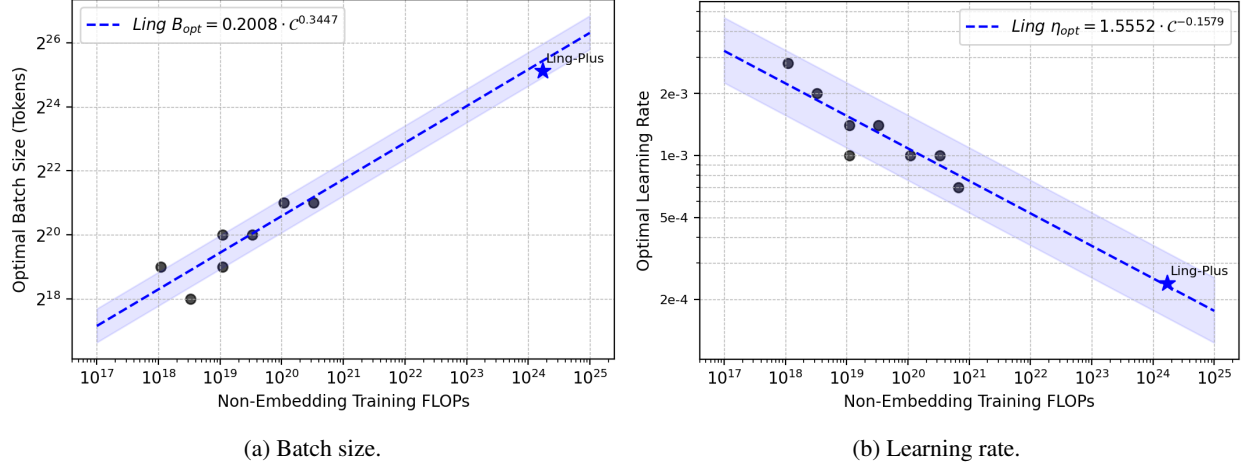 Ling B_{opt} = 0.2008 · C^{0.3447}
Optimal Batch Size (Tokens)
2^{26}
2^{24}
2^{22}
2^{20}
2^{18}
Ling-Plus
10^{17} 10^{18} 10^{19} 10^{20} 10^{21} 10^{22} 10^{23} 10^{24} 10^{25}
Non-Embedding Training FLOPs
(a) Batch size.
Ling η_{opt} = 1.5552 · C^{-0.1579}
Optimal Learning Rate
2e-3
1e-3
5e-4
2e-4
Ling-Plus
10^{17} 10^{18} 10^{19} 10^{20} 10^{21} 10^{22} 10^{23} 10^{24} 10^{25}
Non-Embedding Training FLOPs
(b) Learning rate.